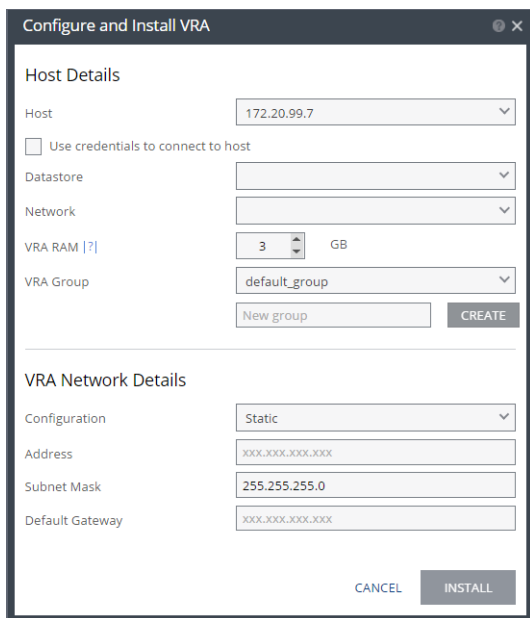 Configure and Install VRA
Host Details
Host 172.20.99.7
Use credentials to connect to host
Datastore
Network
VRA RAM [?] 3 GB
VRA Group default_group
New group CREATE
VRA Network Details
Configuration Static
Address xxx.xxx.xxx.xxx
Subnet Mask 255.255.255.0
Default Gateway xxx.xxx.xxx.xxx
CANCEL INSTALL